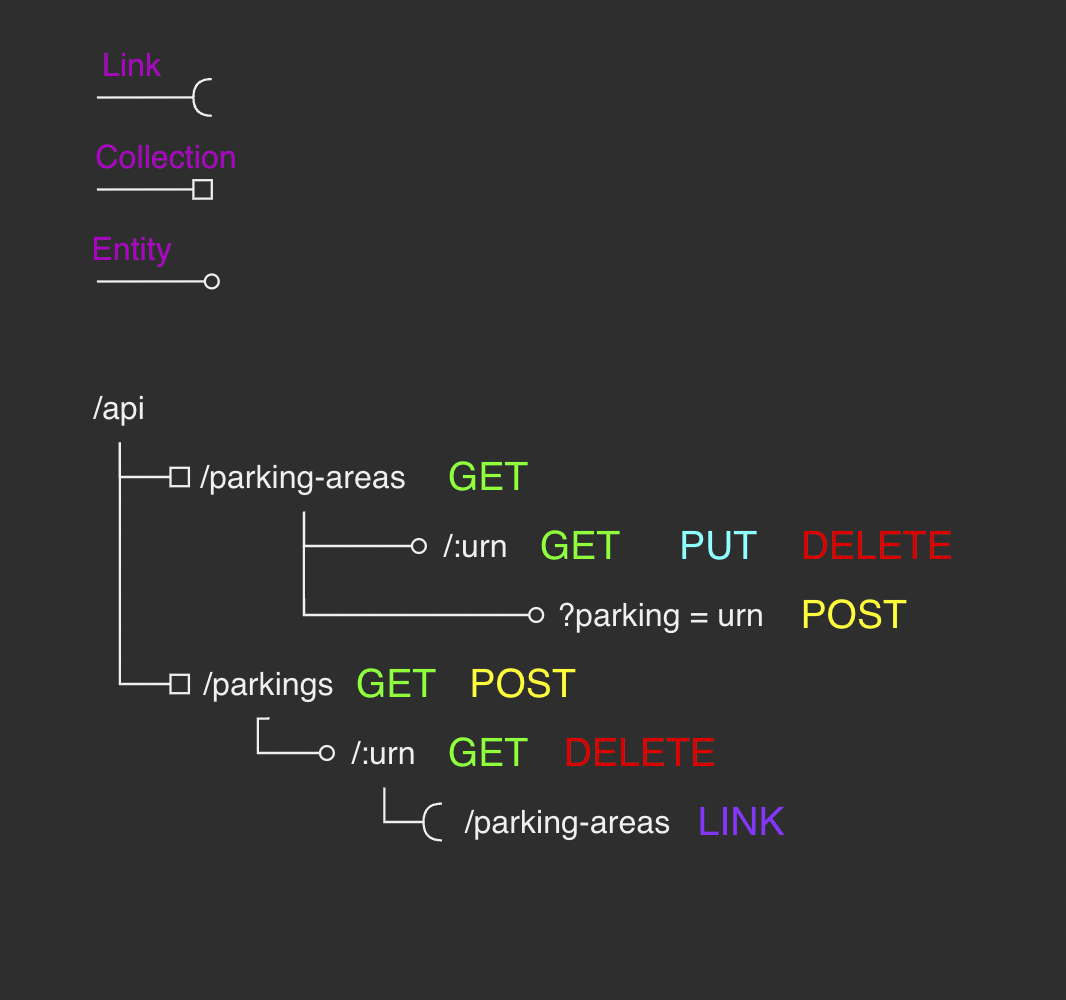 Link
Collection
Entity
/api
/parking-areas GET
/:urn GET PUT DELETE
?parking = urn POST
/parkings GET POST
/:urn GET DELETE
/parking-areas LINK